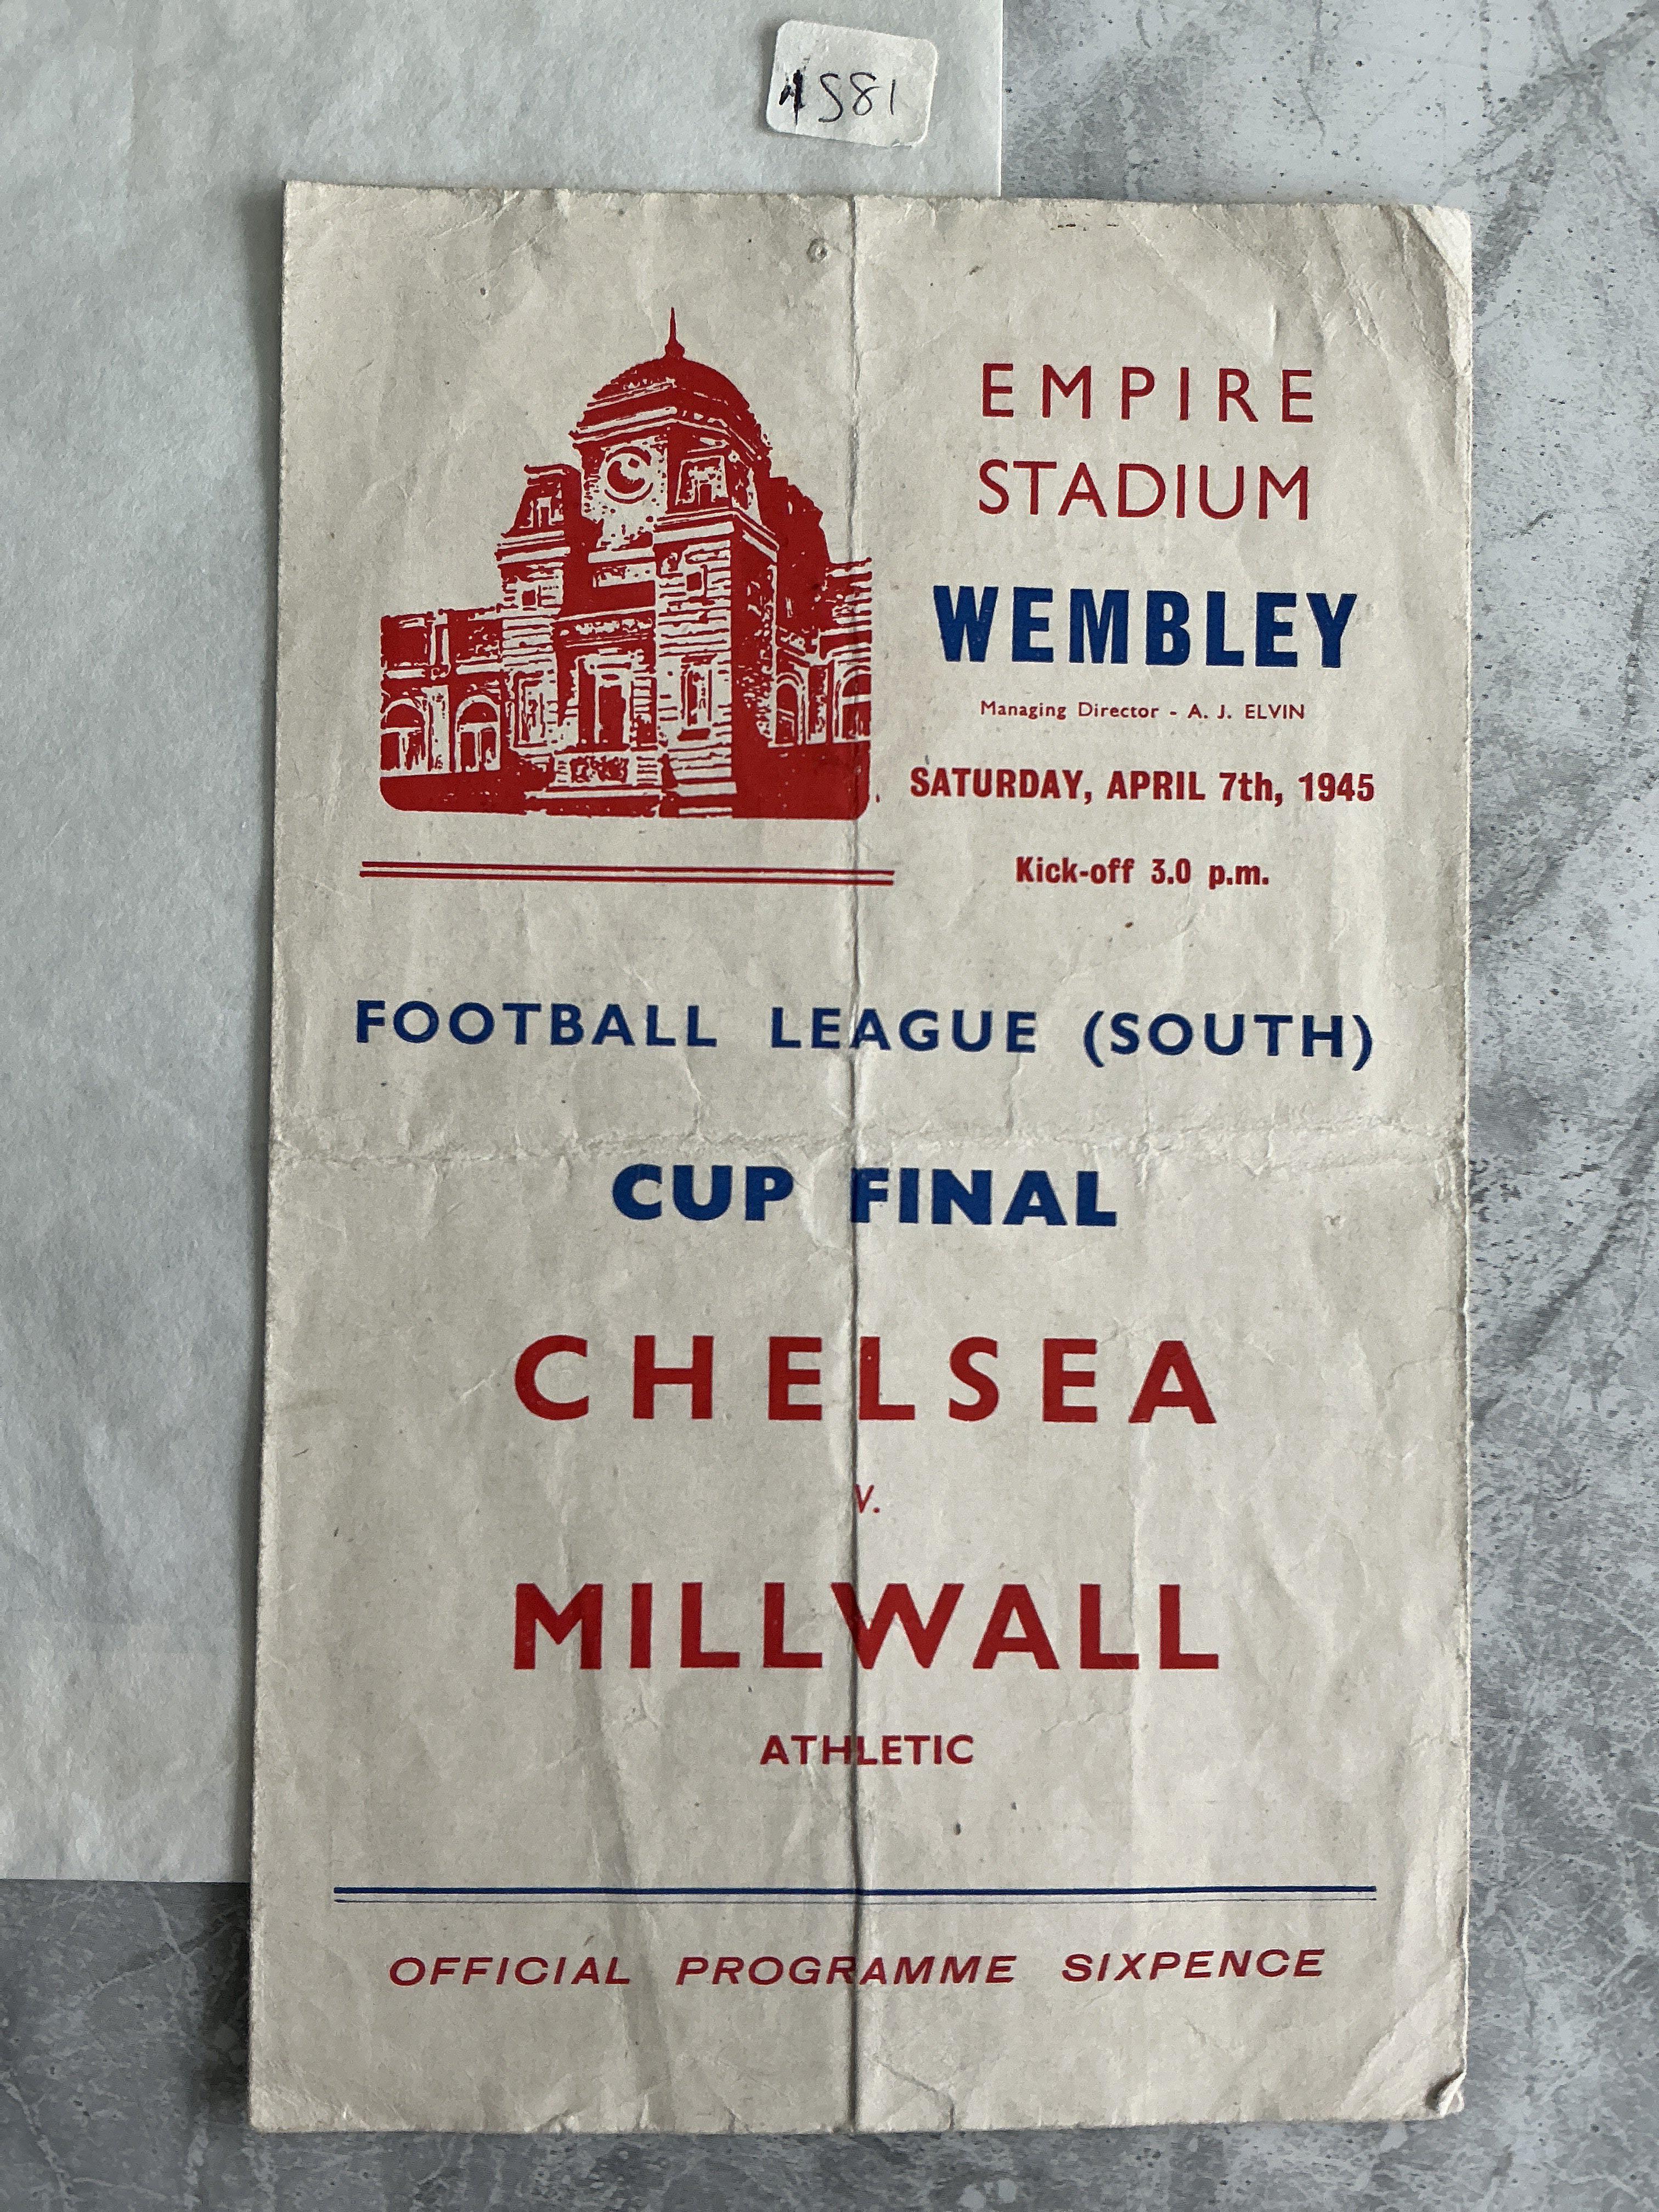 1581
EMPIRE
STADIUM
WEMBLEY
Managing Director - A. J. ELVIN
SATURDAY, APRIL 7th, 1945
Kick-off 3.0 p.m.
FOOTBALL LEAGUE (SOUTH)
CUP FINAL
CHELSEA
v.
MILLWALL
ATHLETIC
OFFICIAL PROGRAMME SIXPENCE